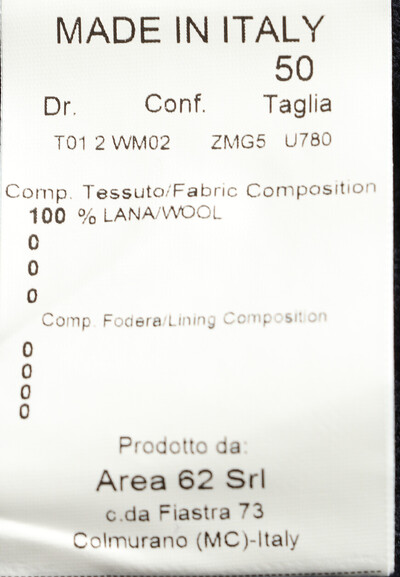 MADE IN ITALY
50
Dr. Conf. Taglia
T01 2 WM02 ZMG5 U780
Comp. Tessuto/Fabric Composition
100 % LANA/WOOL
0
0
0
Comp. Fodera/Lining Composition
0
0
0
0
Prodotto da:
Area 62 Srl
c.da Fiastra 73
Colmurano (MC)-Italy